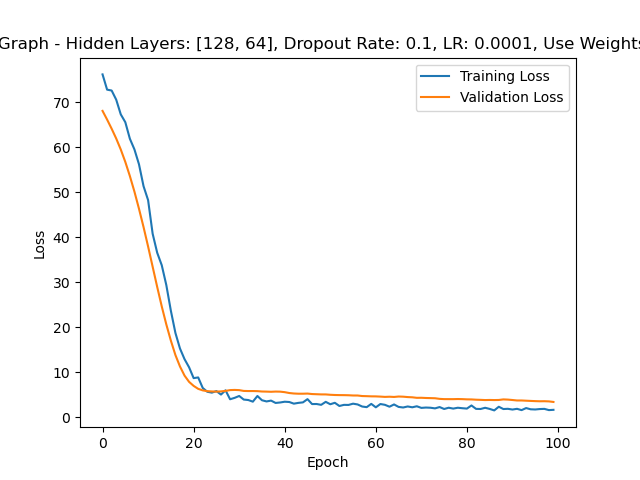 Graph - Hidden Layers: [128, 64], Dropout Rate: 0.1, LR: 0.0001, Use Weights
Training Loss
Validation Loss
70
60
50
40
30
20
10
0
Loss
0 20 40 60 80 100
Epoch